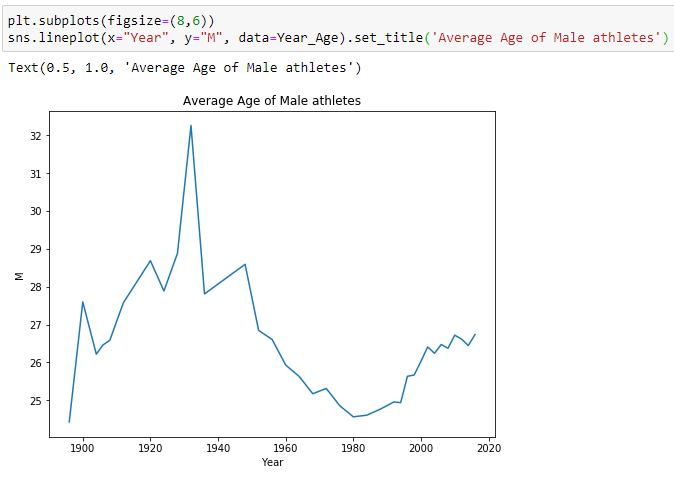 plt.subplots(figsize=(8,6))
sns.lineplot(x="Year", y="M", data=Year_Age).set_title('Average Age of Male athletes')
Text(0.5, 1.0, 'Average Age of Male athletes')
Average Age of Male athletes
32
31
30
29
28
27
26
25
M
1900 1920 1940 1960 1980 2000 2020
Year